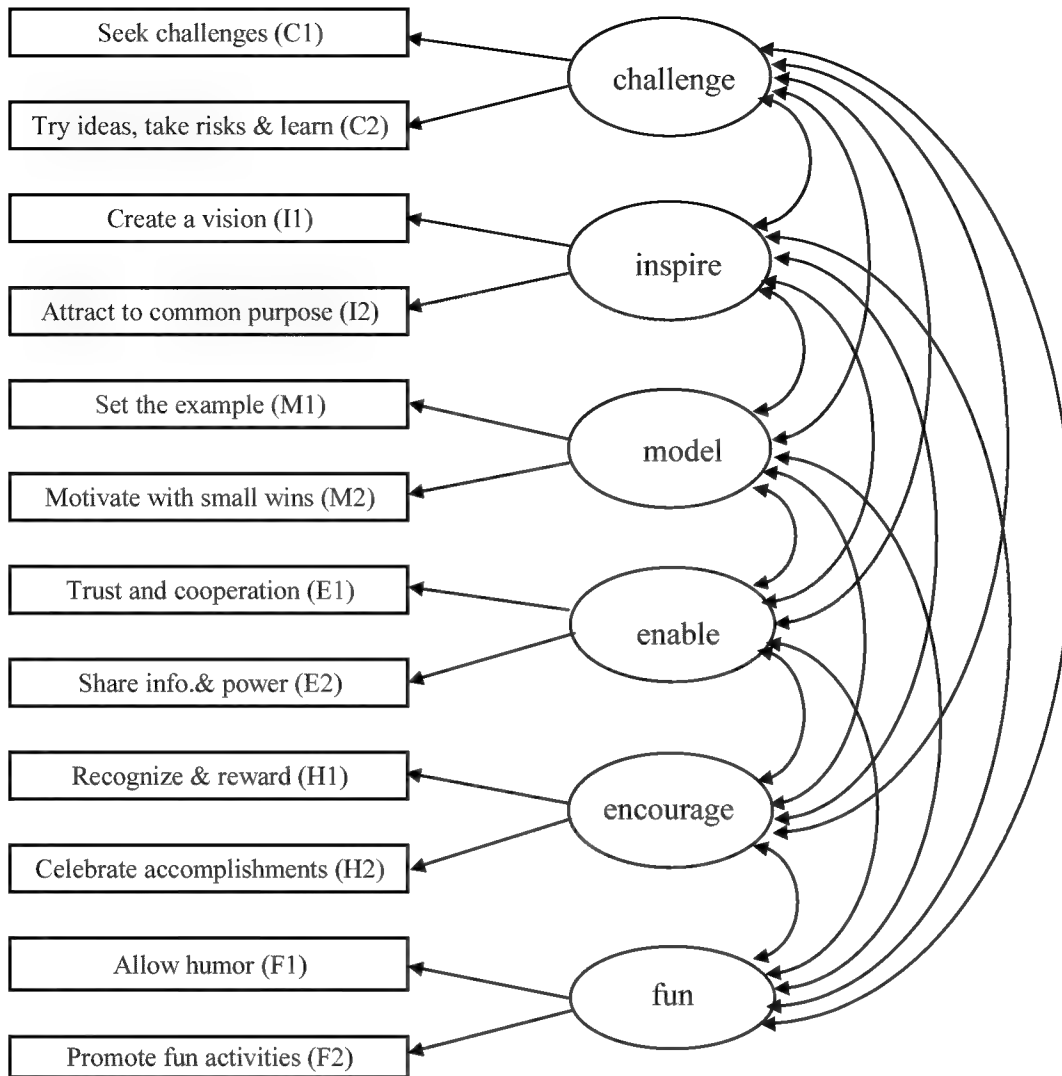 Seek challenges (C1)
challenge
Try ideas, take risks & learn (C2)
Create a vision (I1)
inspire
Attract to common purpose (I2)
Set the example (M1)
model
Motivate with small wins (M2)
Trust and cooperation (E1)
enable
Share info.& power (E2)
Recognize & reward (H1)
encourage
Celebrate accomplishments (H2)
Allow humor (F1)
fun
Promote fun activities (F2)